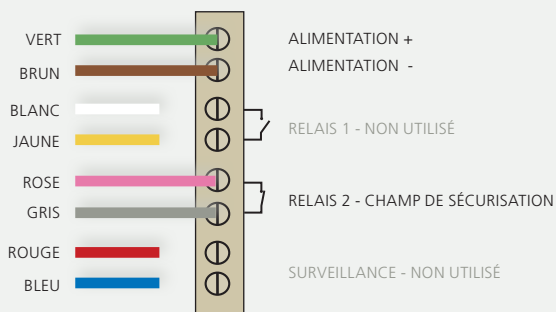 VERT
ALIMENTATION +
BRUN
ALIMENTATION -
BLANC
RELAIS 1 - NON UTILISÉ
JAUNE
ROSE
RELAIS 2 - CHAMP DE SÉCURISATION
GRIS
ROUGE
SURVEILLANCE - NON UTILISÉ
BLEU